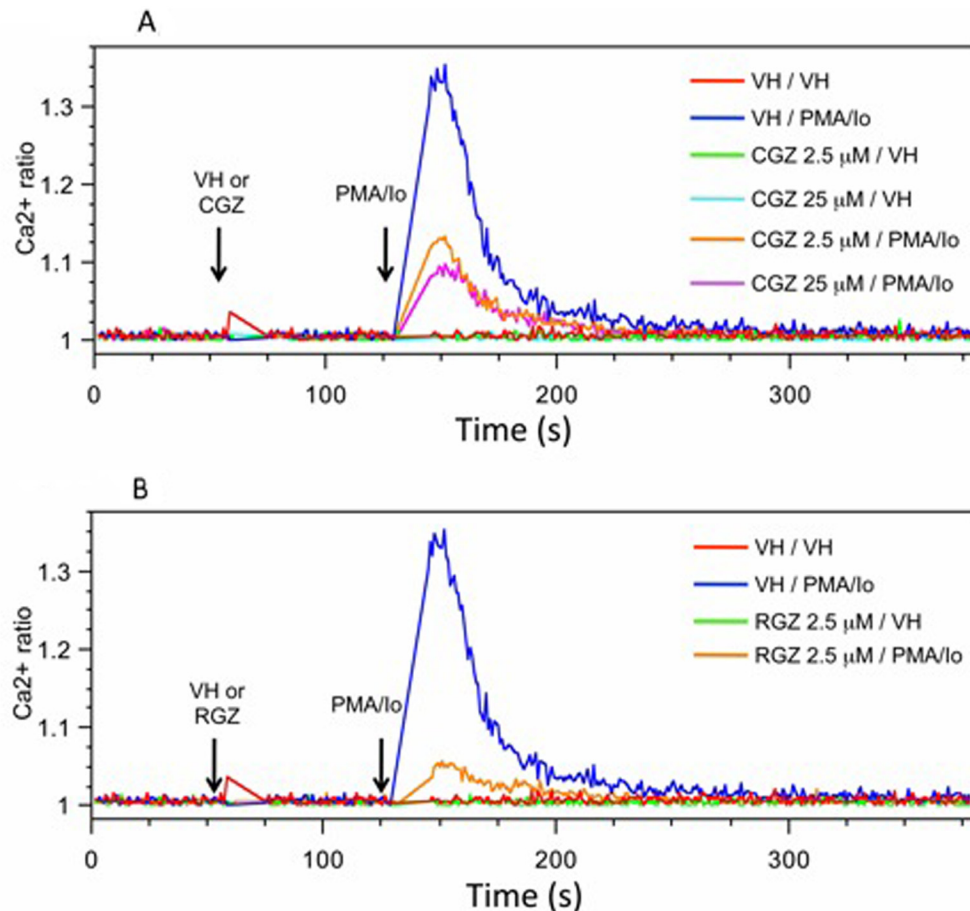 A
1.3
1.2
1.1
1
Ca2+ ratio
VH or
CGZ
PMA/Io
VH / VH
VH / PMA/Io
CGZ 2.5 µM / VH
CGZ 25 µM / VH
CGZ 2.5 µM / PMA/Io
CGZ 25 µM / PMA/Io
0 100 200 300
Time (s)
B
1.3
1.2
1.1
1
Ca2+ ratio
VH or
RGZ
PMA/Io
VH / VH
VH / PMA/Io
RGZ 2.5 µM / VH
RGZ 2.5 µM / PMA/Io
0 100 200 300
Time (s)